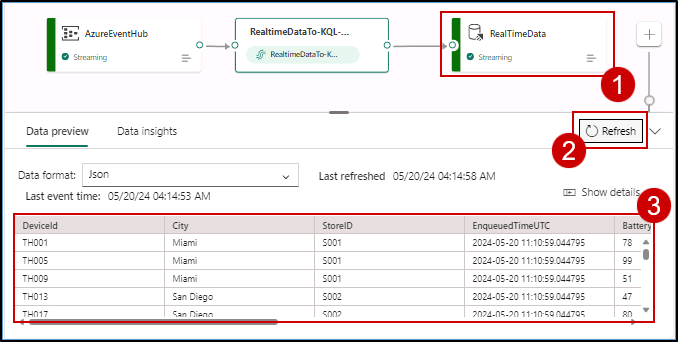 AzureEventHub
Streaming
RealtimeDataTo-KQL-...
RealtimeDataTo-K...
RealTimeData
Streaming
1
Data preview
Data insights
2
Refresh
Data format:
Json
Last refreshed 05/20/24 04:14:58 AM
Last event time: 05/20/24 04:14:53 AM
Show details
3
DeviceId City StoreID EnqueuedTimeUTC Battery
TH001 Miami S001 2024-05-20 11:10:59.044795 78
TH005 Miami S001 2024-05-20 11:10:59.044795 99
TH009 Miami S001 2024-05-20 11:10:59.044795 51
TH013 San Diego S002 2024-05-20 11:10:59.044795 47
TH017 San Diego S002 2024-05-20 11:10:59.044795 80